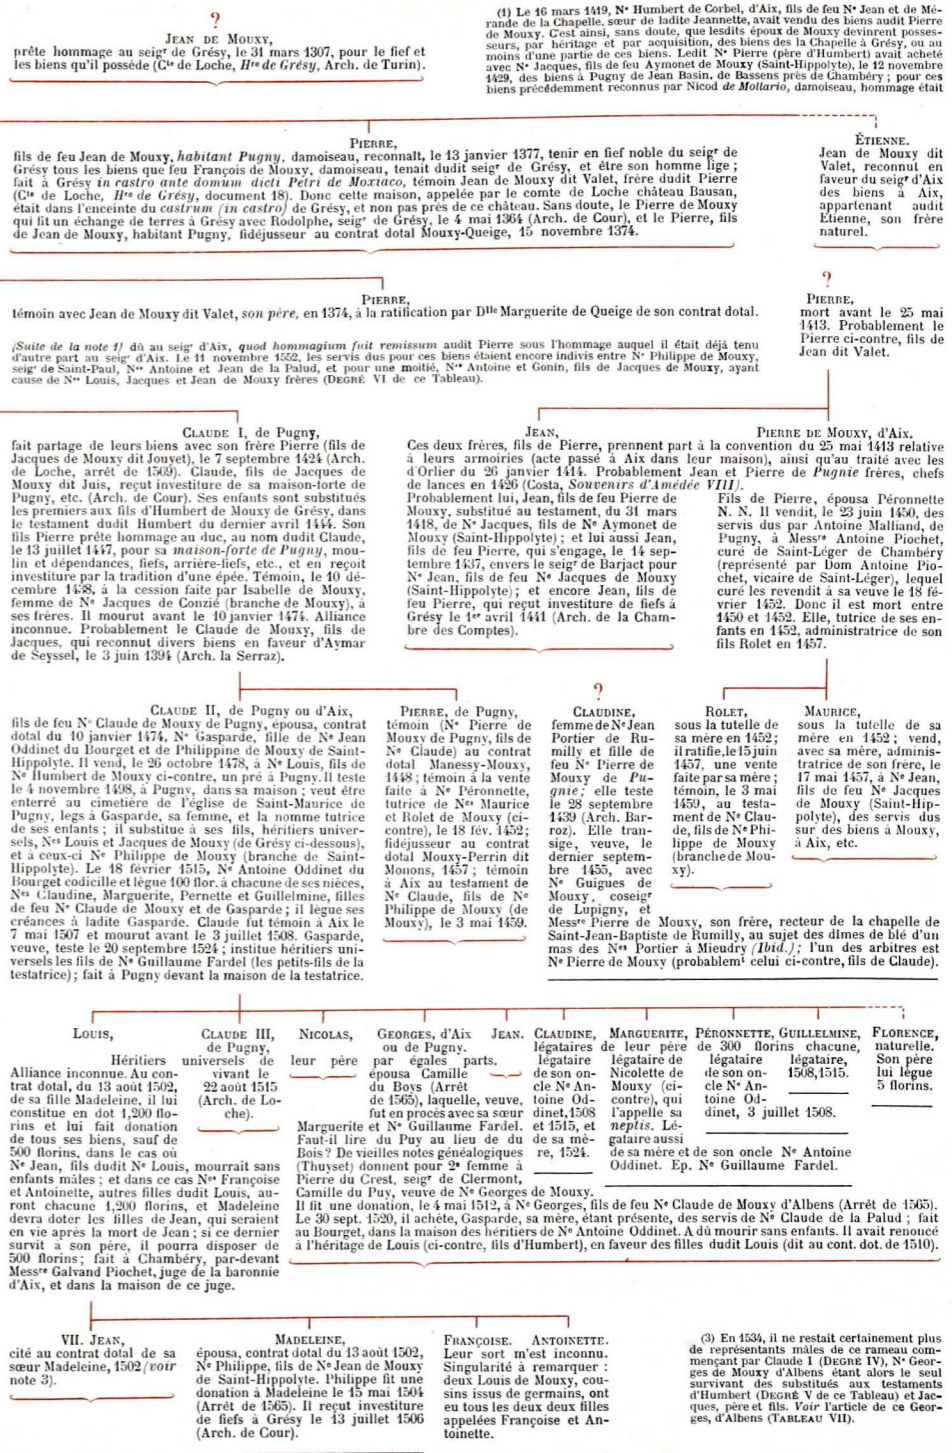 ?
JEAN DE MOUXY,
prête hommage au seigr de Grésy, le 31 mars 1307, pour le fief et
les biens qu'il possède (Cte de Loche, Hre de Grésy, Arch. de Turin).
(1) Le 16 mars 1419, Ne Humbert de Corbel, d'Aix, fils de feu Ne Jean et de Mé-
rande de la Chapelle, sœur de ladite Jeannette, avait vendu des biens audit Pierre
de Mouxy. C'est ainsi, sans doute, que lesdits époux de Mouxy devinrent posses-
seurs, par héritage et par acquisition, des biens des la Chapelle à Grésy, ou au
moins d'une partie de ces biens. Ledit Ne Pierre (père d'Humbert) avait acheté
avec Ne Jacques, fils de feu Aymonet de Mouxy (Saint-Hippolyte), le 12 novembre
1429, des biens à Pugny de Jean Basin, de Bassens près de Chambéry ; pour ces
biens précédemment reconnus par Nicod de Mollario, damoiseau, hommage était
PIERRE,
fils de feu Jean de Mouxy, habitant Pugny, damoiseau, reconnaît, le 13 janvier 1377, tenir en fief noble du seigr de
Grésy tous les biens que feu François de Mouxy, damoiseau, tenait dudit seigr de Grésy, et être son homme lige ;
fait à Grésy in castro ante domum dicti Petri de Moxiaco, témoin Jean de Mouxy dit Valet, frère dudit Pierre
(Cte de Loche, Hre de Grésy, document 18). Donc cette maison, appelée par le comte de Loche château Bausan,
était dans l'enceinte du castrum (in castro) de Grésy, et non pas près de ce château. Sans doute, le Pierre de Mouxy
qui fit un échange de terres à Grésy avec Rodolphe, seigr de Grésy, le 4 mai 1364 (Arch. de Cour), et le Pierre, fils
de Jean de Mouxy, habitant Pugny, fidéjusseur au contrat dotal Mouxy-Queige, 15 novembre 1374.
ÉTIENNE.
Jean de Mouxy dit
Valet, reconnut en
faveur du seigr d'Aix
des biens à Aix,
appartenant audit
Étienne, son frère
naturel.
PIERRE,
témoin avec Jean de Mouxy dit Valet, son père, en 1374, à la ratification par Dlle Marguerite de Queige de son contrat dotal.
(Suite de la note 1) dû au seigr d'Aix, quod hommagium fuit remissum audit Pierre sous l'hommage auquel il était déjà tenu
d'autre part au seigr d'Aix. Le 11 novembre 1552, les servis dus pour ces biens étaient encore indivis entre Ne Philippe de Mouxy,
seigr de Saint-Paul, Nes Antoine et Jean de la Palud, et pour une moitié, Nes Antoine et Gonin, fils de Jacques de Mouxy, ayant
cause de Nes Louis, Jacques et Jean de Mouxy frères (DEGRÉ VI de ce Tableau).
?
PIERRE,
mort avant le 25 mai
1413. Probablement le
Pierre ci-contre, fils de
Jean dit Valet.
CLAUDE I, de Pugny,
fait partage de leurs biens avec son frère Pierre (fils de
Jacques de Mouxy dit Jouyet), le 7 septembre 1424 (Arch.
de Loche, arrêt de 1569). Claude, fils de Jacques de
Mouxy dit Juis, reçut investiture de sa maison-forte de
Pugny, etc. (Arch. de Cour). Ses enfants sont substitués
les premiers aux fils d'Humbert de Mouxy de Grésy, dans
le testament dudit Humbert du dernier avril 1444. Son
fils Pierre prête hommage au duc, au nom dudit Claude,
le 13 juillet 1447, pour sa maison-forte de Pugny, mou-
lin et dépendances, fiefs, arrière-fiefs, etc., et en reçoit
investiture par la tradition d'une épée. Témoin, le 10 dé-
cembre 1438, à la cession faite par Isabelle de Mouxy,
femme de Ne Jacques de Conzié (branche de Mouxy), à
ses frères. Il mourut avant le 10 janvier 1474. Alliance
inconnue. Probablement le Claude de Mouxy, fils de
Jacques, qui reconnut divers biens en faveur d'Aymar
de Seyssel, le 3 juin 1394 (Arch. la Serraz).
JEAN, PIERRE DE MOUXY, d'Aix.
Ces deux frères, fils de Pierre, prennent part à la convention du 25 mai 1413 relative
à leurs armoiries (acte passé à Aix dans leur maison), ainsi qu'au traité avec les
d'Orlier du 26 janvier 1414. Probablement Jean et Pierre de Pugnie frères, chefs
de lances en 1426 (Costa, Souvenirs d'Amédée VIII).
Probablement lui, Jean, fils de feu Pierre de
Mouxy, substitué au testament, du 31 mars
1418, de Ne Jacques, fils de Ne Aymonet de
Mouxy (Saint-Hippolyte) ; et lui aussi Jean,
fils de feu Pierre, qui s'engage, le 14 sep-
tembre 1437, envers le seigr de Barjact pour
Ne Jean, fils de feu Ne Jacques de Mouxy
(Saint-Hippolyte) ; et encore Jean, fils de
feu Pierre, qui reçut investiture de fiefs à
Grésy le 1er avril 1441 (Arch. de la Cham-
bre des Comptes).
Fils de Pierre, épousa Péronnette
N. N. Il vendit, le 23 juin 1450, des
servis dus par Antoine Malliand, de
Pugny, à Messre Antoine Piochet,
curé de Saint-Léger de Chambéry
(représenté par Dom Antoine Pio-
chet, vicaire de Saint-Léger), lequel
curé les revendit à sa veuve le 18 fé-
vrier 1452. Donc il est mort entre
1450 et 1452. Elle, tutrice de ses en-
fants en 1452, administratrice de son
fils Rolet en 1457.
CLAUDE II, de Pugny ou d'Aix,
fils de feu Ne Claude de Mouxy de Pugny, épousa, contrat
dotal du 10 janvier 1474, Ne Gasparde, fille de Ne Jean
Oddinet du Bourget et de Philippine de Mouxy de Saint-
Hippolyte. Il vend, le 26 octobre 1478, à Ne Louis, fils de
Ne Humbert de Mouxy ci-contre, un pré à Pugny. Il teste
le 4 novembre 1498, à Pugny, dans sa maison ; veut être
enterré au cimetière de l'église de Saint-Maurice de
Pugny, legs à Gasparde, sa femme, et la nomme tutrice
de ses enfants ; il substitue à ses fils, héritiers univer-
sels, Nes Louis et Jacques de Mouxy (de Grésy ci-dessous),
et à ceux-ci Ne Philippe de Mouxy (branche de Saint-
Hippolyte). Le 18 février 1515, Ne Antoine Oddinet du
Bourget codicille et lègue 100 flor. à chacune de ses nièces,
Nes Claudine, Marguerite, Pernette et Guillelmine, filles
de feu Ne Claude de Mouxy et de Gasparde ; il lègue ses
créances à ladite Gasparde. Claude fut témoin à Aix le
7 mai 1507 et mourut avant le 3 juillet 1508. Gasparde,
veuve, teste le 20 septembre 1524 ; institue héritiers uni-
versels les fils de Ne Guillaume Fardel (les petits-fils de la
testatrice) ; fait à Pugny devant la maison de la testatrice.
PIERRE, de Pugny,
témoin (Ne Pierre de
Mouxy de Pugny, fils de
Ne Claude) au contrat
dotal Manessy-Mouxy,
1448 ; témoin à la vente
faite à Ne Péronnette,
tutrice de Nes Maurice
et Rolet de Mouxy (ci-
contre), le 18 fév. 1452 ;
fidéjusseur au contrat
dotal Mouxy-Perrin dit
Monons, 1457 ; témoin
à Aix au testament de
Ne Claude, fils de Ne
Philippe de Mouxy (de
Mouxy), le 3 mai 1459.
?
CLAUDINE,
femme de Ne Jean
Portier de Ru-
milly et fille de
feu Ne Pierre de
Mouxy de Pu-
gnie ; elle teste
le 28 septembre
1439 (Arch. Bar-
roz). Elle tran-
sige, veuve, le
dernier septem-
bre 1455, avec
Ne Guigues de
Mouxy, coseigr
de Lupigny, et
Messre Pierre de Mouxy, son frère, recteur de la chapelle de
Saint-Jean-Baptiste de Rumilly, au sujet des dîmes de blé d'un
mas des Nes Portier à Mieudry (Ibid.) ; l'un des arbitres est
Ne Pierre de Mouxy (problablemt celui ci-contre, fils de Claude).
ROLET,
sous la tutelle de
sa mère en 1452 ;
il ratifie, le 15 juin
1457, une vente
faite par sa mère ;
témoin, le 3 mai
1459, au testa-
ment de Ne Clau-
de, fils de Ne Phi-
lippe de Mouxy
(branche de Mou-
xy).
MAURICE,
sous la tutelle de sa
mère en 1452 ; vend,
avec sa mère, adminis-
tratrice de son frère, le
17 mai 1457, à Ne Jean,
fils de feu Ne Jacques
de Mouxy (Saint-Hip-
polyte), des servis dus
sur des biens à Mouxy,
à Aix, etc.
LOUIS, CLAUDE III, de Pugny, NICOLAS, GEORGES, d'Aix ou de Pugny. JEAN.
Héritiers universels de leur père par égales parts.
Alliance inconnue. Au con-
trat dotal, du 13 août 1502,
de sa fille Madeleine, il lui
constitue en dot 1,200 flo-
rins et lui fait donation
de tous ses biens, sauf de
500 florins, dans le cas où
Ne Jean, fils dudit Ne Louis, mourrait sans
enfants mâles ; et dans ce cas Nes Françoise
et Antoinette, autres filles dudit Louis, au-
ront chacune 1,200 florins, et Madeleine
devra doter les filles de Jean, qui seraient
en vie après la mort de Jean ; si ce dernier
survit à son père, il pourra disposer de
500 florins ; fait à Chambéry, par-devant
Messre Galvand Piochet, juge de la baronnie
d'Aix, et dans la maison de ce juge.
vivant le
22 août 1515
(Arch. de Lo-
che).
épousa Camille
du Boys (Arrêt
de 1565), laquelle, veuve,
fut en procès avec sa sœur
Marguerite et Ne Guillaume Fardel.
Faut-il lire du Puy au lieu de du
Bois ? De vieilles notes généalogiques
(Thuyset) donnent pour 2e femme à
Pierre du Crest, seigr de Clermont,
Camille du Puy, veuve de Ne Georges de Mouxy.
Il fit une donation, le 4 mai 1512, à Ne Georges, fils de feu Ne Claude de Mouxy d'Albens (Arrêt de 1565).
Le 30 sept. 1520, il achète, Gasparde, sa mère, étant présente, des servis de Ne Claude de la Palud ; fait
au Bourget, dans la maison des héritiers de Ne Antoine Oddinet. A dû mourir sans enfants. Il avait renoncé
à l'héritage de Louis (ci-contre, fils d'Humbert), en faveur des filles dudit Louis (dit au cont. dot. de 1510).
CLAUDINE, MARGUERITE, PÉRONNETTE, GUILLELMINE,
légataires de leur père de 300 florins chacune,
légataire
de son on-
cle Ne An-
toine Od-
dinet, 1508
et 1515, et
de sa mè-
re, 1524.
légataire de
Nicolette de
Mouxy (ci-
contre), qui
l'appelle sa
neptis. Lé-
gataire aussi
de sa mère et de son oncle Ne Antoine
Oddinet. Ep. Ne Guillaume Fardel.
légataire
de son on-
cle Ne An-
toine Od-
dinet, 3 juillet 1508.
légataire,
1508, 1515.
FLORENCE,
naturelle.
Son père
lui lègue
5 florins.
VII. JEAN,
cité au contrat dotal de sa
sœur Madeleine, 1502 (voir
note 3).
MADELEINE,
épousa, contrat dotal du 13 août 1502,
Ne Philippe, fils de Ne Jean de Mouxy
de Saint-Hippolyte. Philippe fit une
donation à Madeleine le 15 mai 1504
(Arrêt de 1565). Il reçut investiture
de fiefs à Grésy le 13 juillet 1506
(Arch. de Cour).
FRANÇOISE. ANTOINETTE.
Leur sort m'est inconnu.
Singularité à remarquer :
deux Louis de Mouxy, cou-
sins issus de germains, ont
eu tous les deux deux filles
appelées Françoise et An-
toinette.
(3) En 1534, il ne restait certainement plus
de représentants mâles de ce rameau com-
mençant par Claude I (DEGRÉ IV), Ne Geor-
ges de Mouxy d'Albens étant alors le seul
survivant des substitués aux testaments
d'Humbert (DEGRÉ V de ce Tableau) et Jac-
ques, père et fils. Voir l'article de ce Geor-
ges, d'Albens (TABLEAU VII).